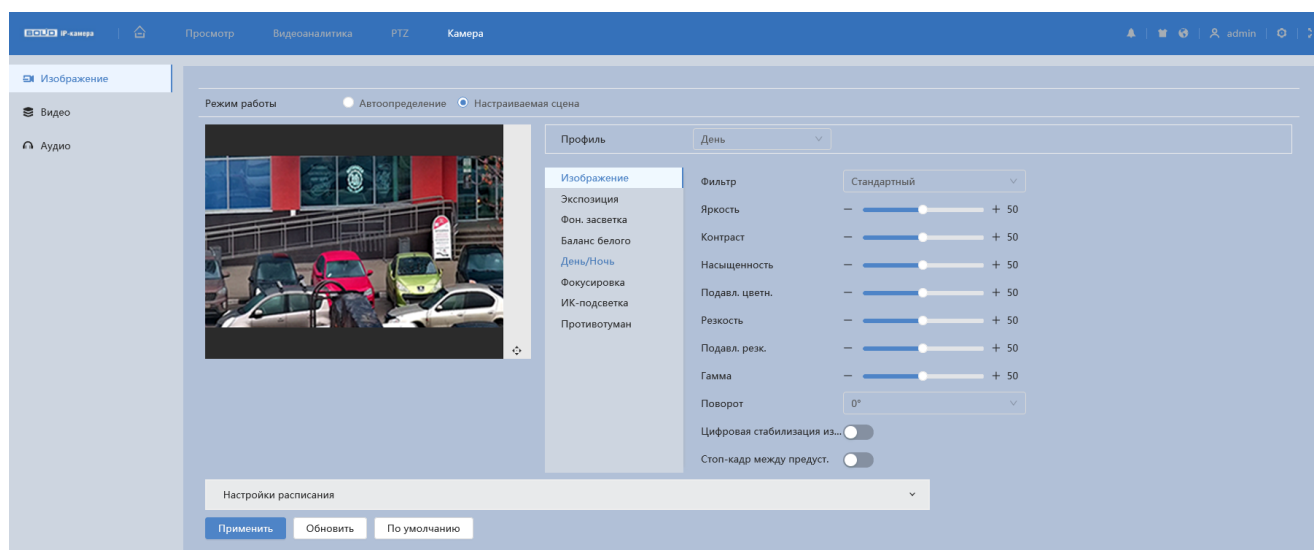 BOLID IP-камера
Просмотр Видеоаналитика PTZ Камера
admin
Изображение
Видео
Аудио
Режим работы Автоопределение Настраиваемая сцена
Профиль День
Изображение
Экспозиция
Фон. засветка
Баланс белого
День/Ночь
Фокусировка
ИК-подсветка
Противотуман
Фильтр Стандартный
Яркость 50
Контраст 50
Насыщенность 50
Подавл. цветн. 50
Резкость 50
Подавл. резк. 50
Гамма 50
Поворот 0°
Цифровая стабилизация из...
Стоп-кадр между предуст.
Настройки расписания
Применить Обновить По умолчанию